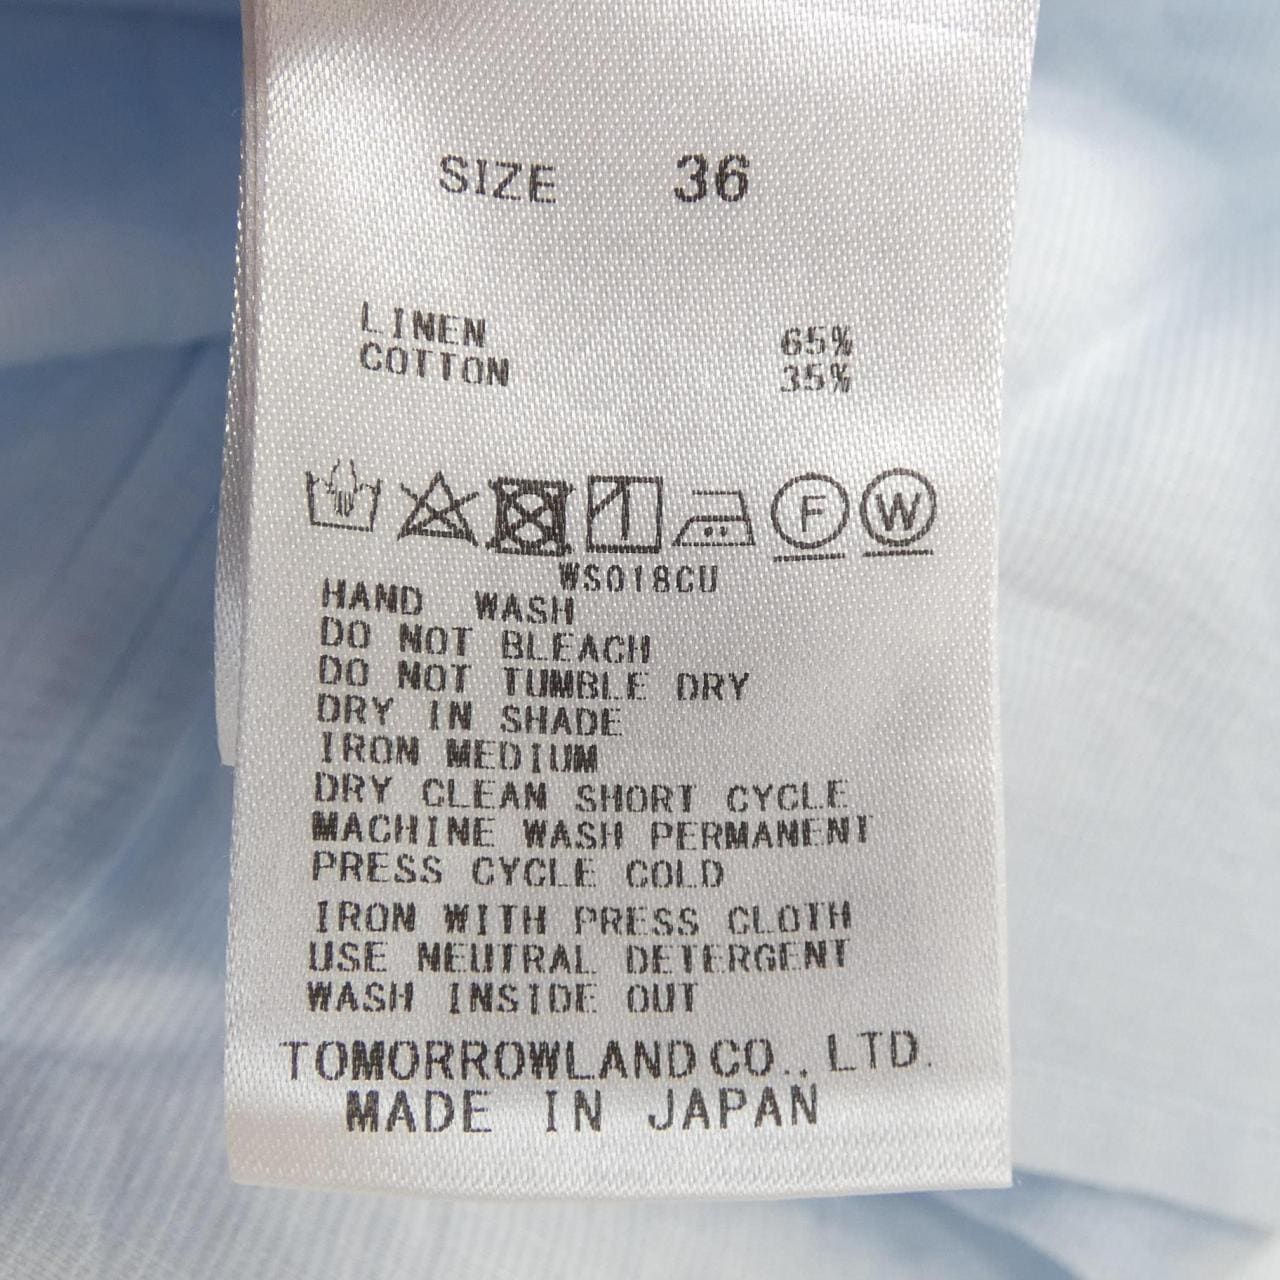 SIZE 36
LINEN 65%
COTTON 35%
F W
WS018CU
HAND WASH
DO NOT BLEACH
DO NOT TUMBLE DRY
DRY IN SHADE
IRON MEDIUM
DRY CLEAN SHORT CYCLE
MACHINE WASH PERMANENT
PRESS CYCLE COLD
IRON WITH PRESS CLOTH
USE NEUTRAL DETERGENT
WASH INSIDE OUT
TOMORROWLAND CO., LTD.
MADE IN JAPAN